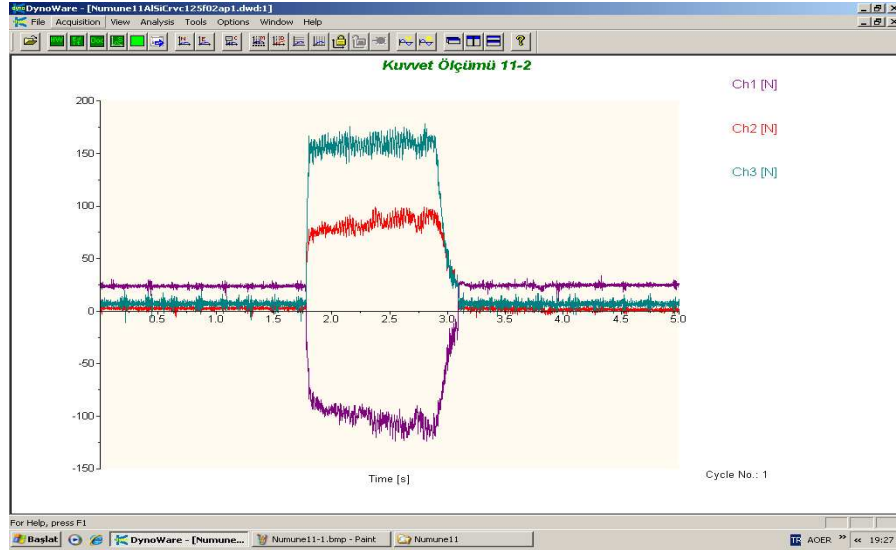 DynoWare - [Numune11AlSiCrvc125f02ap1.dwd:1]
File Acquisition View Analysis Tools Options Window Help
Kuvvet Ölçümü 11-2
Ch1 [N]
Ch2 [N]
Ch3 [N]
200
150
100
50
0
-50
-100
-150
0.5 1.0 1.5 2.0 2.5 3.0 3.5 4.0 4.5 5.0
Time [s]
Cycle No.: 1
For Help, press F1
Başlat DynoWare - [Numune... Numune11-1.bmp - Paint Numune11 TR AOER 19:27